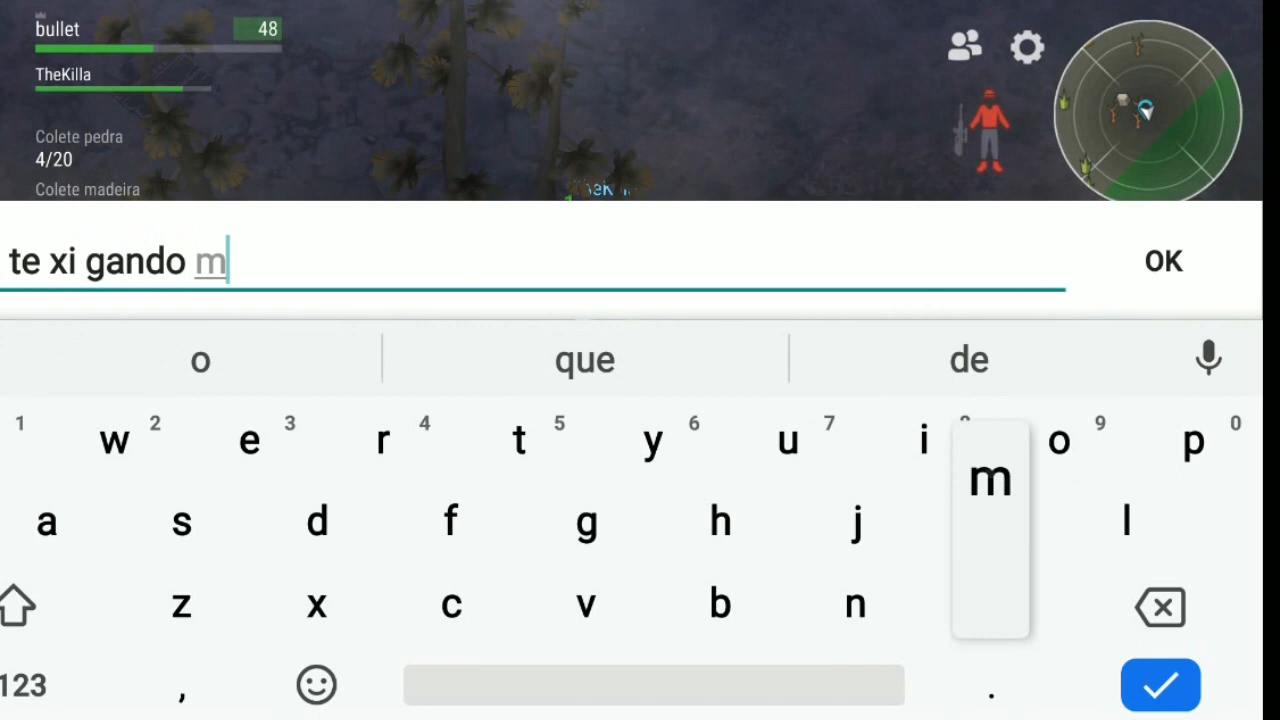 bullet 48
TheKilla
Colete pedra
4/20
Colete madeira
te xi gando m
OK
o que de
1 2 3 4 5 6 7 9 0
w e r t y u i o p
m
a s d f g h j l
z x c v b n
123 , .